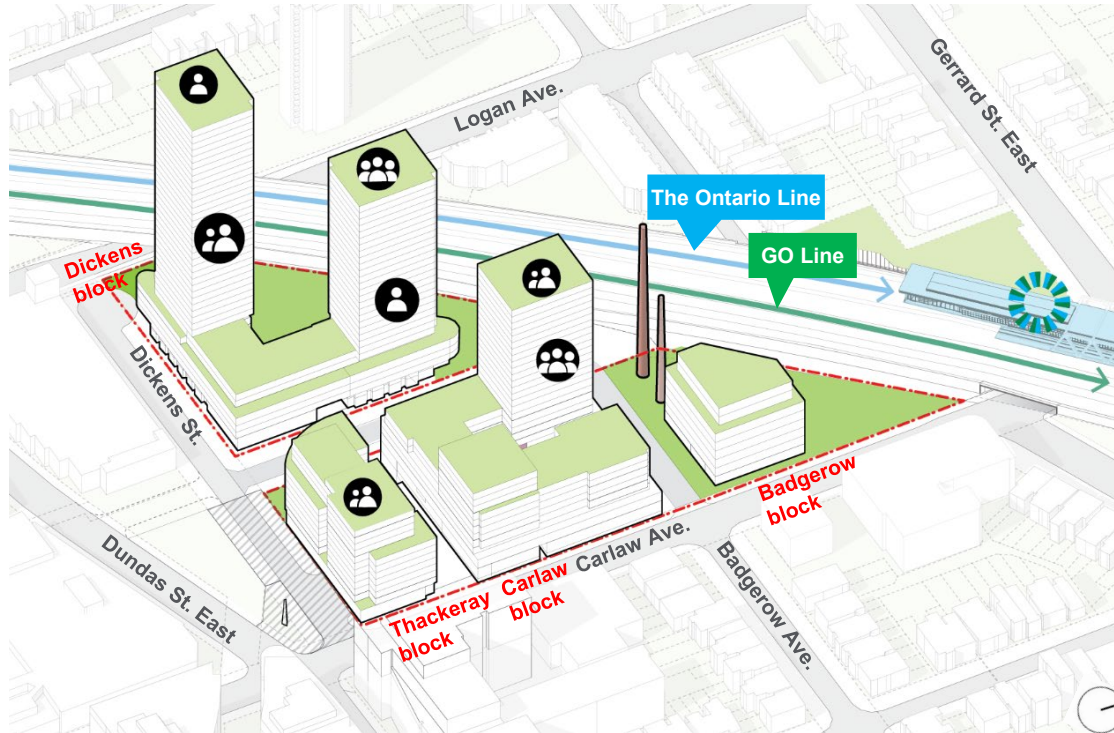 Gerrard St. East
Logan Ave.
The Ontario Line
GO Line
Dickens
block
Dickens St.
Dundas St. East
Thackeray
block
Carlaw
block
Carlaw Ave.
Badgerow
block
Badgerow Ave.